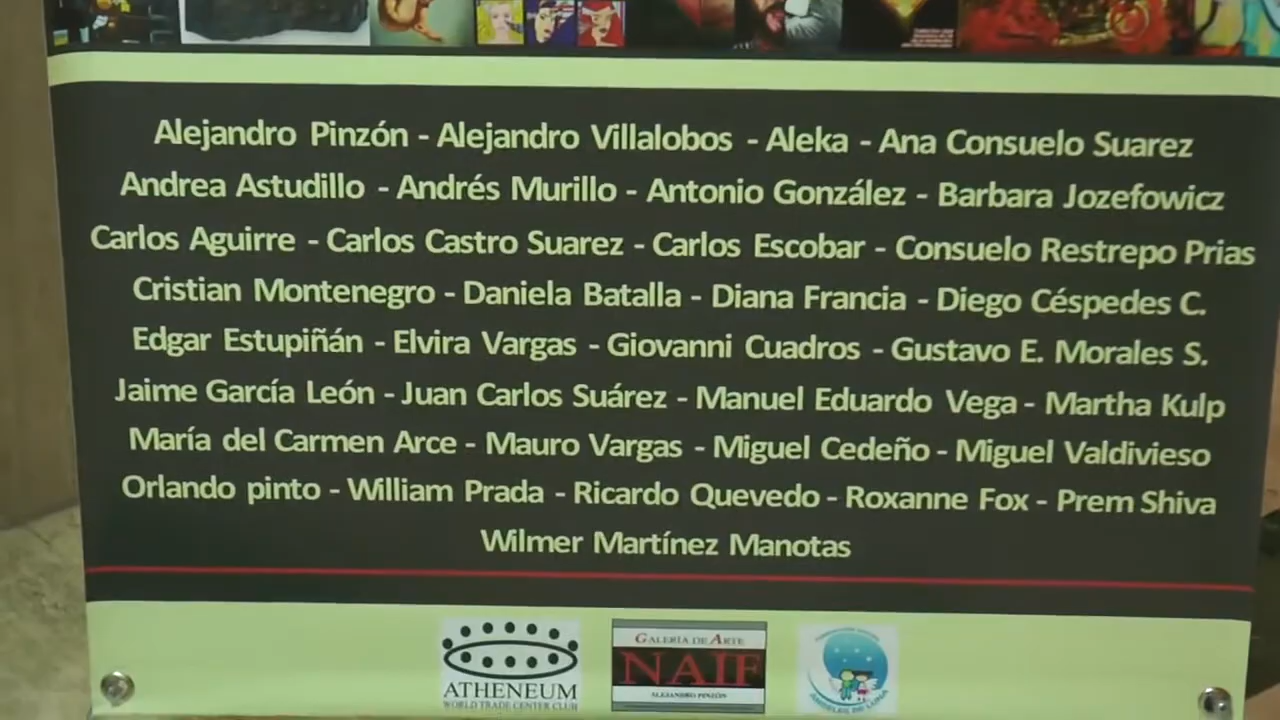 Alejandro Pinzón - Alejandro Villalobos - Aleka - Ana Consuelo Suarez
Andrea Astudillo - Andrés Murillo - Antonio González - Barbara Jozefowicz
Carlos Aguirre - Carlos Castro Suarez - Carlos Escobar - Consuelo Restrepo Prias
Cristian Montenegro - Daniela Batalla - Diana Francia - Diego Céspedes C.
Edgar Estupiñán - Elvira Vargas - Giovanni Cuadros - Gustavo E. Morales S.
Jaime García León - Juan Carlos Suárez - Manuel Eduardo Vega - Martha Kulp
María del Carmen Arce - Mauro Vargas - Miguel Cedeño - Miguel Valdivieso
Orlando pinto - William Prada - Ricardo Quevedo - Roxanne Fox - Prem Shiva
Wilmer Martínez Manotas
ATHENEUM
WORLD TRADE CENTER CLUB
GALERIA DE ARTE
NAIF
ALEJANDRO PINZÓN
ANGELES DE LUNA